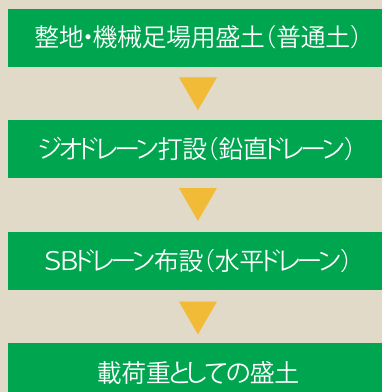 整地・機械足場用盛土（普通土）
ジオドレーン打設（鉛直ドレーン）
SBドレーン布設（水平ドレーン）
載荷重としての盛土